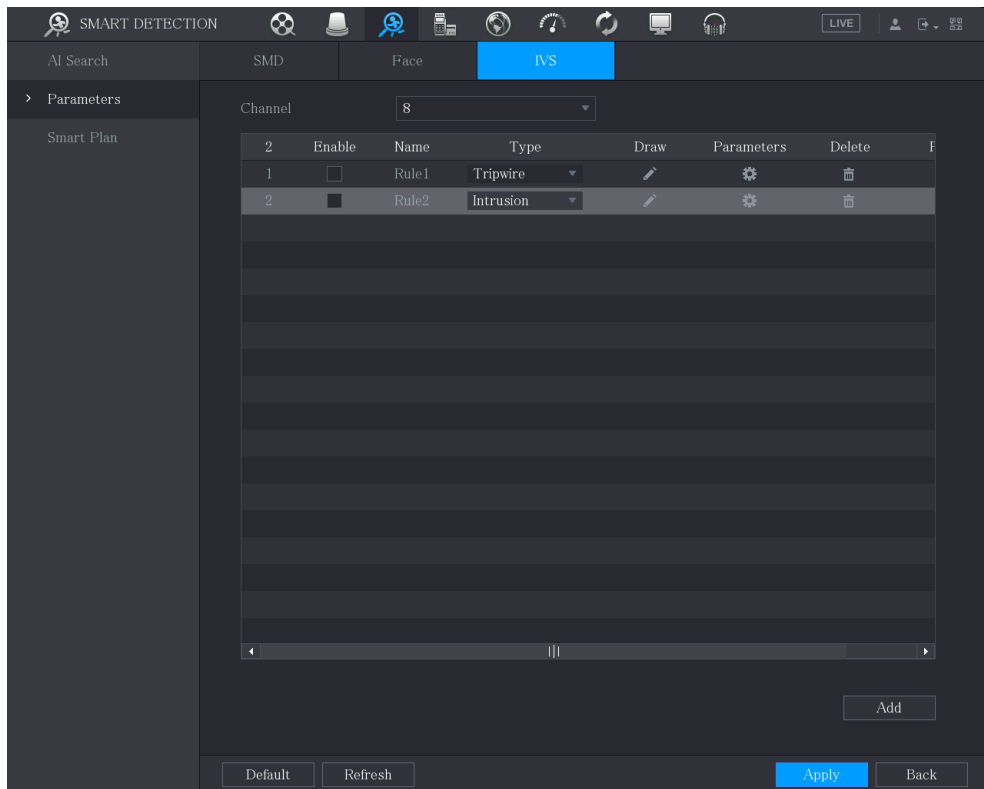 SMART DETECTION LIVE
AI Search SMD Face IVS
Parameters
Channel 8
Smart Plan
2 Enable Name Type Draw Parameters Delete
1 Rule1 Tripwire
2 Rule2 Intrusion
Add
Default Refresh Apply Back